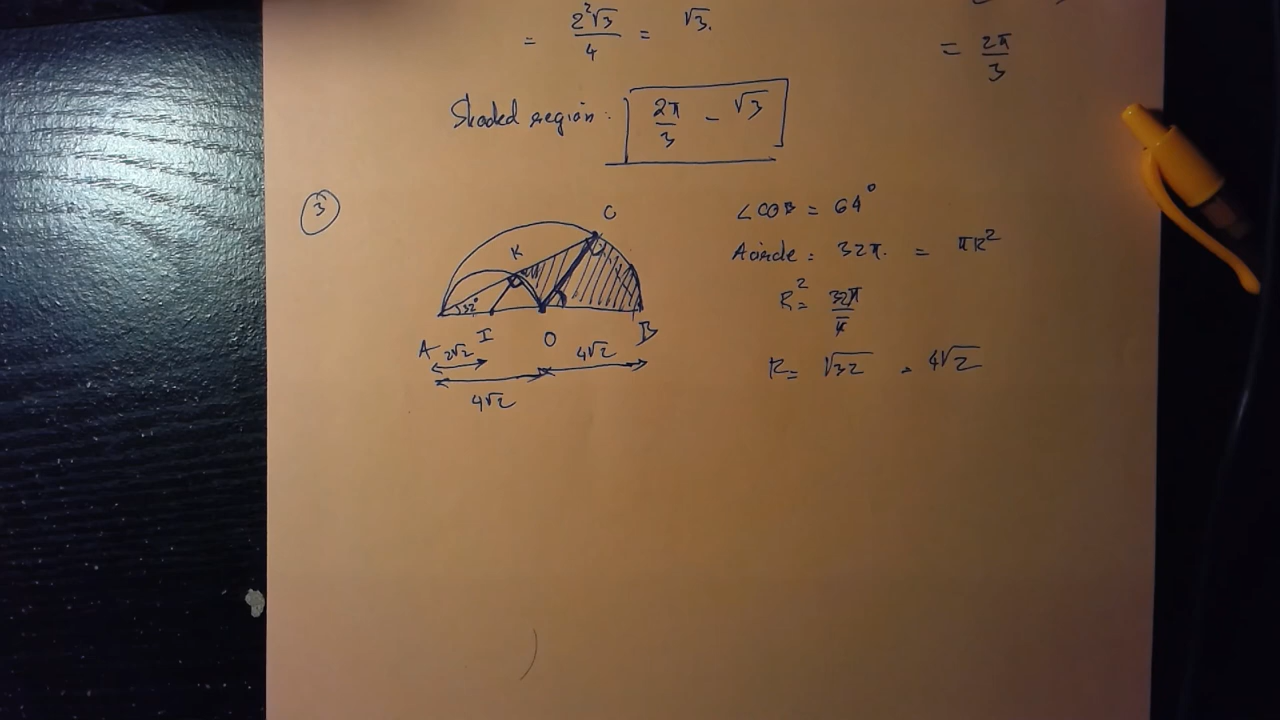 = 2²√3/4 = √3.
= 2π/3
Shaded region: 2π/3 - √3
3
∠COB = 64°
A circle: 32π. = πR²
R² = 32π/π
R = √32 = 4√2
C
K
32°
A I O B
2√2 4√2
4√2